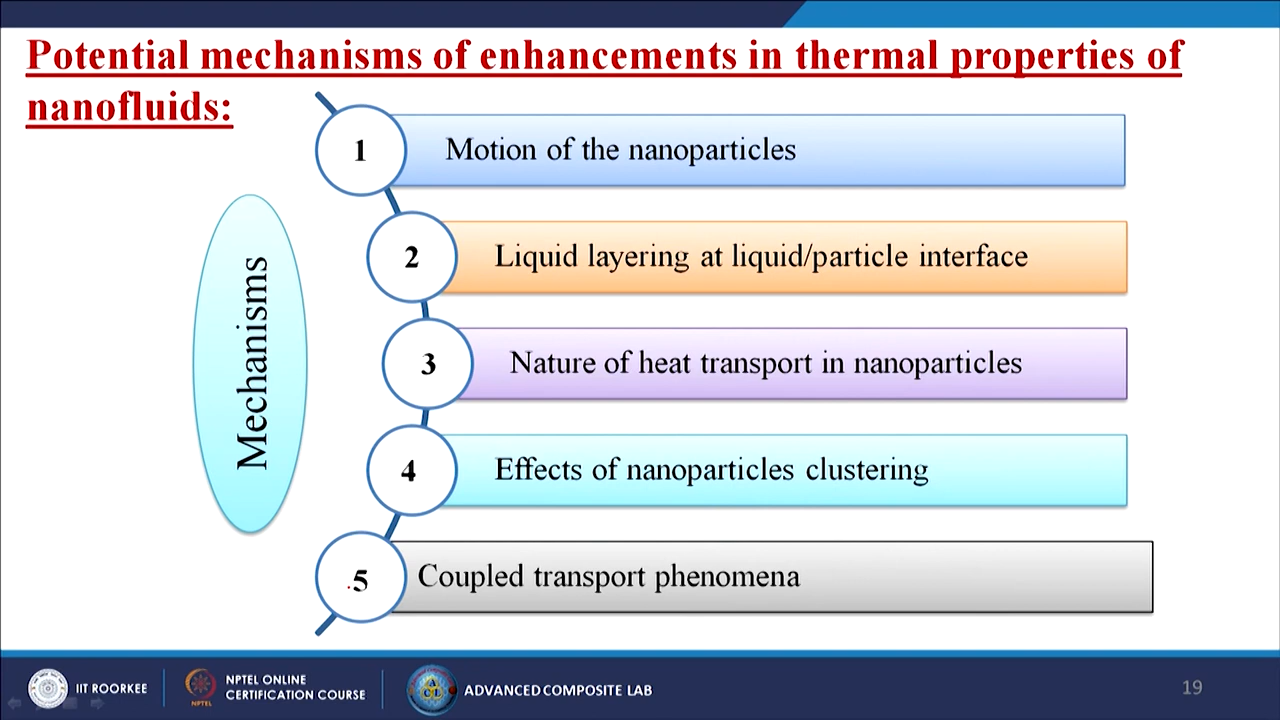 Potential mechanisms of enhancements in thermal properties of
nanofluids:
Mechanisms
1 Motion of the nanoparticles
2 Liquid layering at liquid/particle interface
3 Nature of heat transport in nanoparticles
4 Effects of nanoparticles clustering
5 Coupled transport phenomena
IIT ROORKEE
NPTEL
NPTEL ONLINE
CERTIFICATION COURSE
ADVANCED COMPOSITE LAB
19